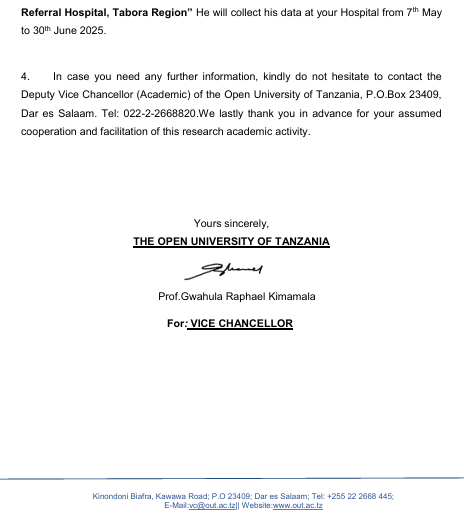 Referral Hospital, Tabora Region” He will collect his data at your Hospital from 7th May
to 30th June 2025.
4. In case you need any further information, kindly do not hesitate to contact the
Deputy Vice Chancellor (Academic) of the Open University of Tanzania, P.O.Box 23409,
Dar es Salaam. Tel: 022-2-2668820.We lastly thank you in advance for your assumed
cooperation and facilitation of this research academic activity.
Yours sincerely,
THE OPEN UNIVERSITY OF TANZANIA
Prof.Gwahula Raphael Kimamala
For: VICE CHANCELLOR
Kinondoni Biafra, Kawawa Road; P.O 23409; Dar es Salaam; Tel: +255 22 2668 445;
E-Mail:vc@out.ac.tz|| Website:www.out.ac.tz